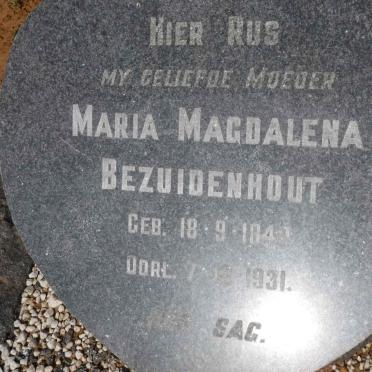 HIER RUS
MY GELIEFDE MOEDER
MARIA MAGDALENA
BEZUIDENHOUT
GEB. 18 9
OORL. 1931.
SAG.